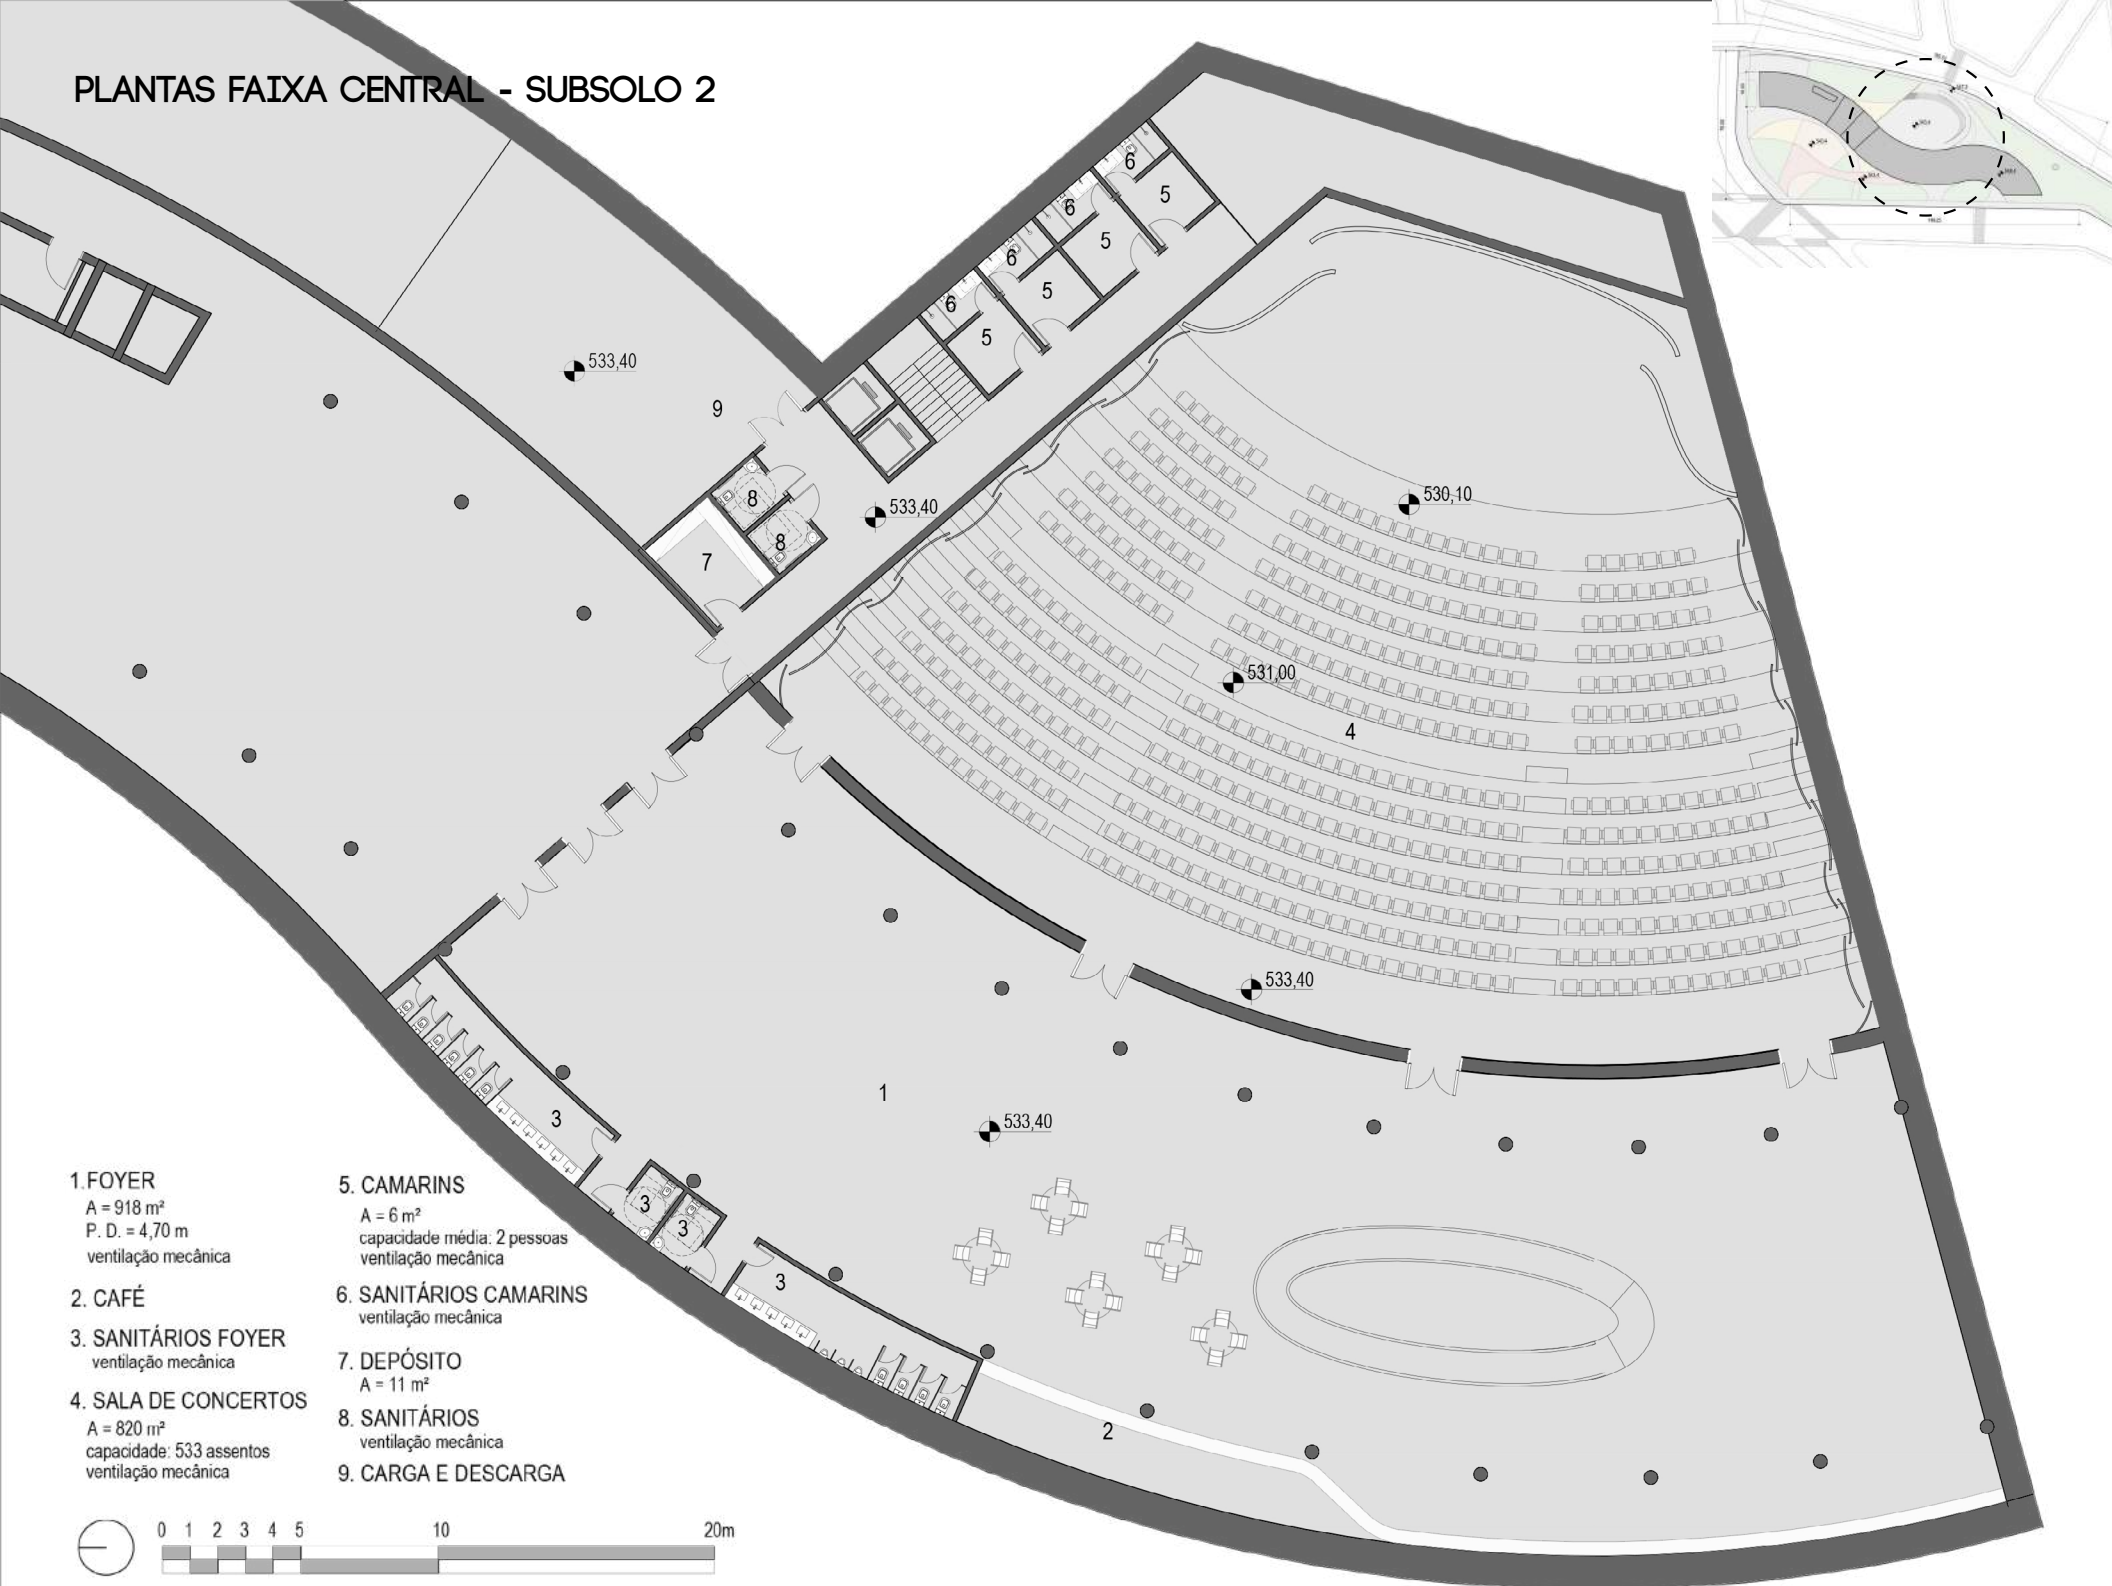 PLANTAS FAIXA CENTRAL - SUBSOLO 2
6
5
6
5
6
5
6
5
533,40
9
8
533,40
8
7
530,10
531,00
4
533,40
1
533,40
3
3
3
3
2
1.FOYER
A = 918 m²
P. D. = 4,70 m
ventilação mecânica
2. CAFÉ
3. SANITÁRIOS FOYER
ventilação mecânica
4. SALA DE CONCERTOS
A = 820 m²
capacidade: 533 assentos
ventilação mecânica
5. CAMARINS
A = 6 m²
capacidade média: 2 pessoas
ventilação mecânica
6. SANITÁRIOS CAMARINS
ventilação mecânica
7. DEPÓSITO
A = 11 m²
8. SANITÁRIOS
ventilação mecânica
9. CARGA E DESCARGA
0 1 2 3 4 5 10 20m